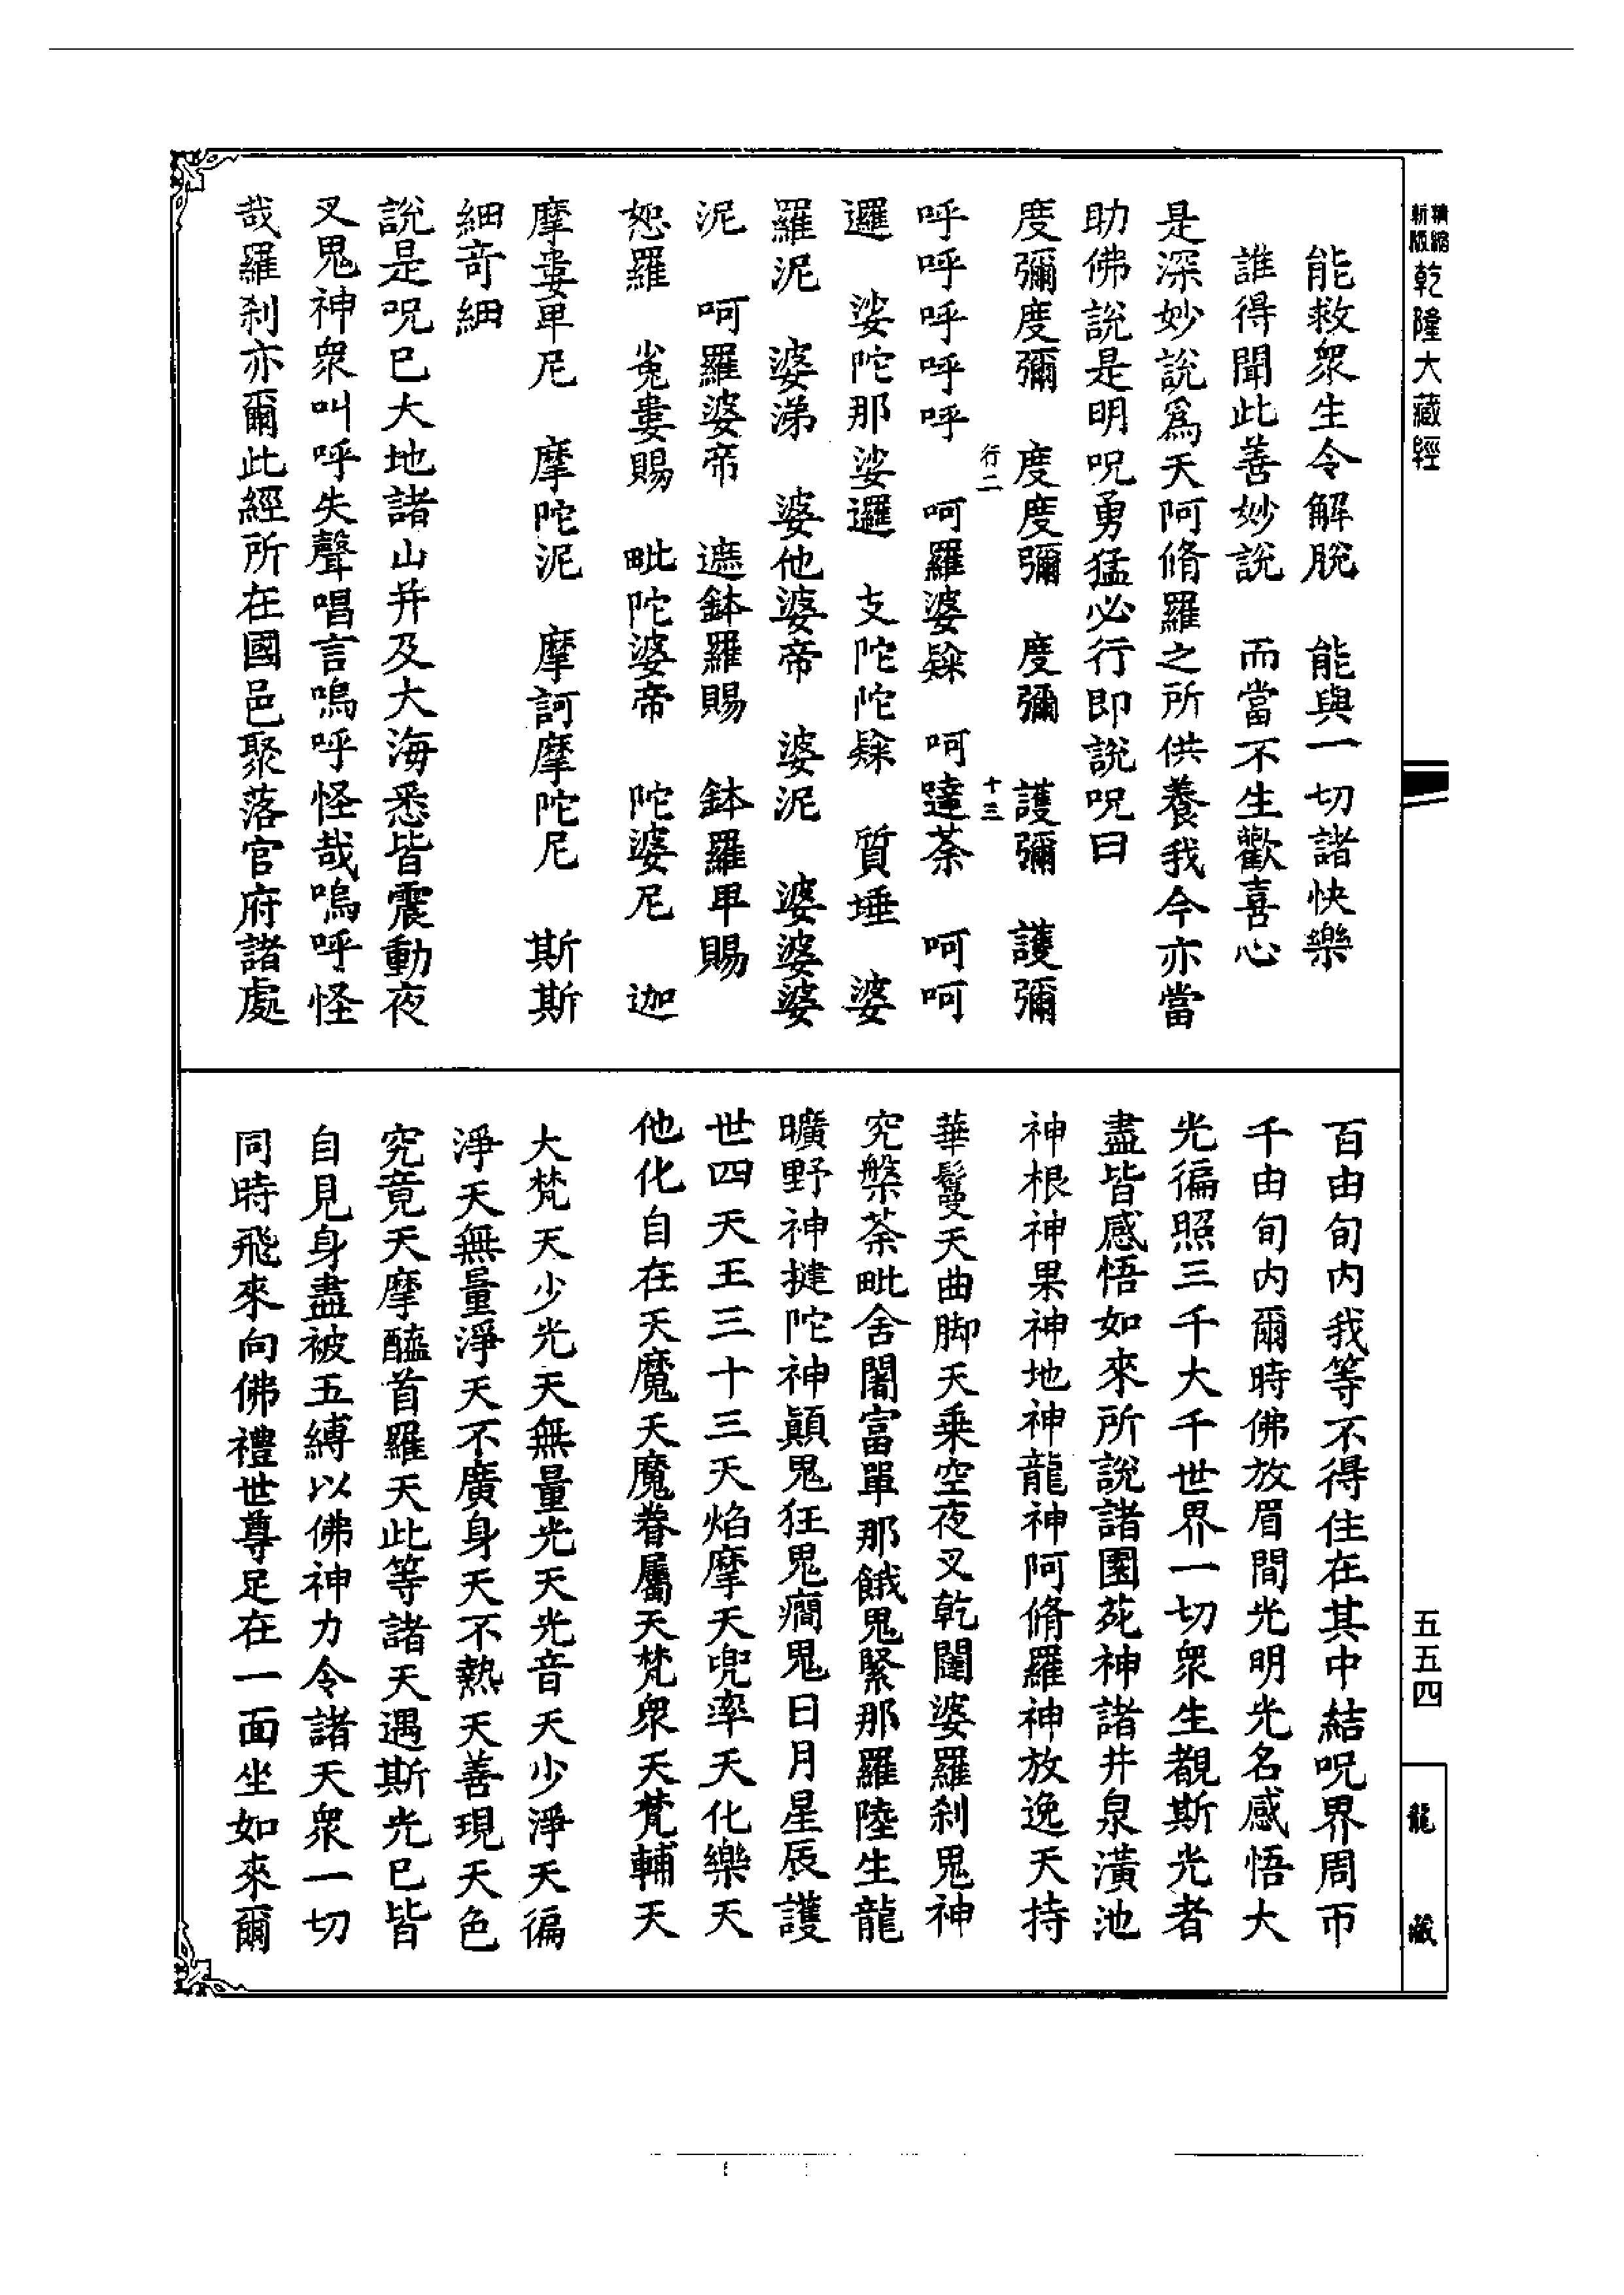 精縮新版乾隆大藏經
能救衆生令解脫　能與一切諸快樂
誰得聞此善妙說　而當不生歡喜心
是深妙說爲天阿脩羅之所供養我今亦當
助佛說是明呪勇猛必行即說呪曰
度彌度彌　度度彌　度彌　護彌　護彌
行二　十三
呼呼呼呼呼　呵羅婆㲚　呵躂荼　呵呵
邏　娑陀那娑邏　支陀陀㲚　質埵　婆
羅泥　婆涕　婆他婆帝　婆泥　婆婆婆
泥　呵羅婆帝　遮鉢羅賜　鉢羅卑賜
恕羅　菟婁賜　毗陀婆帝　陀婆尼　迦
摩婁卑尼　摩陀泥　摩訶摩陀尼　斯斯
細奇細
說是呪已大地諸山并及大海悉皆震動夜
叉鬼神衆叫呼失聲唱言嗚呼怪哉嗚呼怪
哉羅剎亦爾此經所在國邑聚落官府諸處
百由旬內我等不得住在其中結呪界周帀
千由旬內爾時佛放眉間光明光名感悟大
光徧照三千大千世界一切衆生覩斯光者
盡皆感悟如來所說諸園苑神諸井泉潢池
神根神果神地神龍神阿脩羅神放逸天持
華鬘天曲脚天乘空夜叉乾闥婆羅剎鬼神
究槃荼毗舍闍富單那餓鬼緊那羅陸生龍
曠野神揵陀神顚鬼狂鬼癎鬼日月星辰護
世四天王三十三天焰摩天兜率天化樂天
他化自在天魔天魔眷屬天梵衆天梵輔天
大梵天少光天無量光天光音天少淨天徧
淨天無量淨天不廣身天不熱天善現天色
究竟天摩醯首羅天此等諸天遇斯光已皆
自見身盡被五縛以佛神力令諸天衆一切
同時飛來向佛禮世尊足在一面坐如來爾
五五四
龍藏